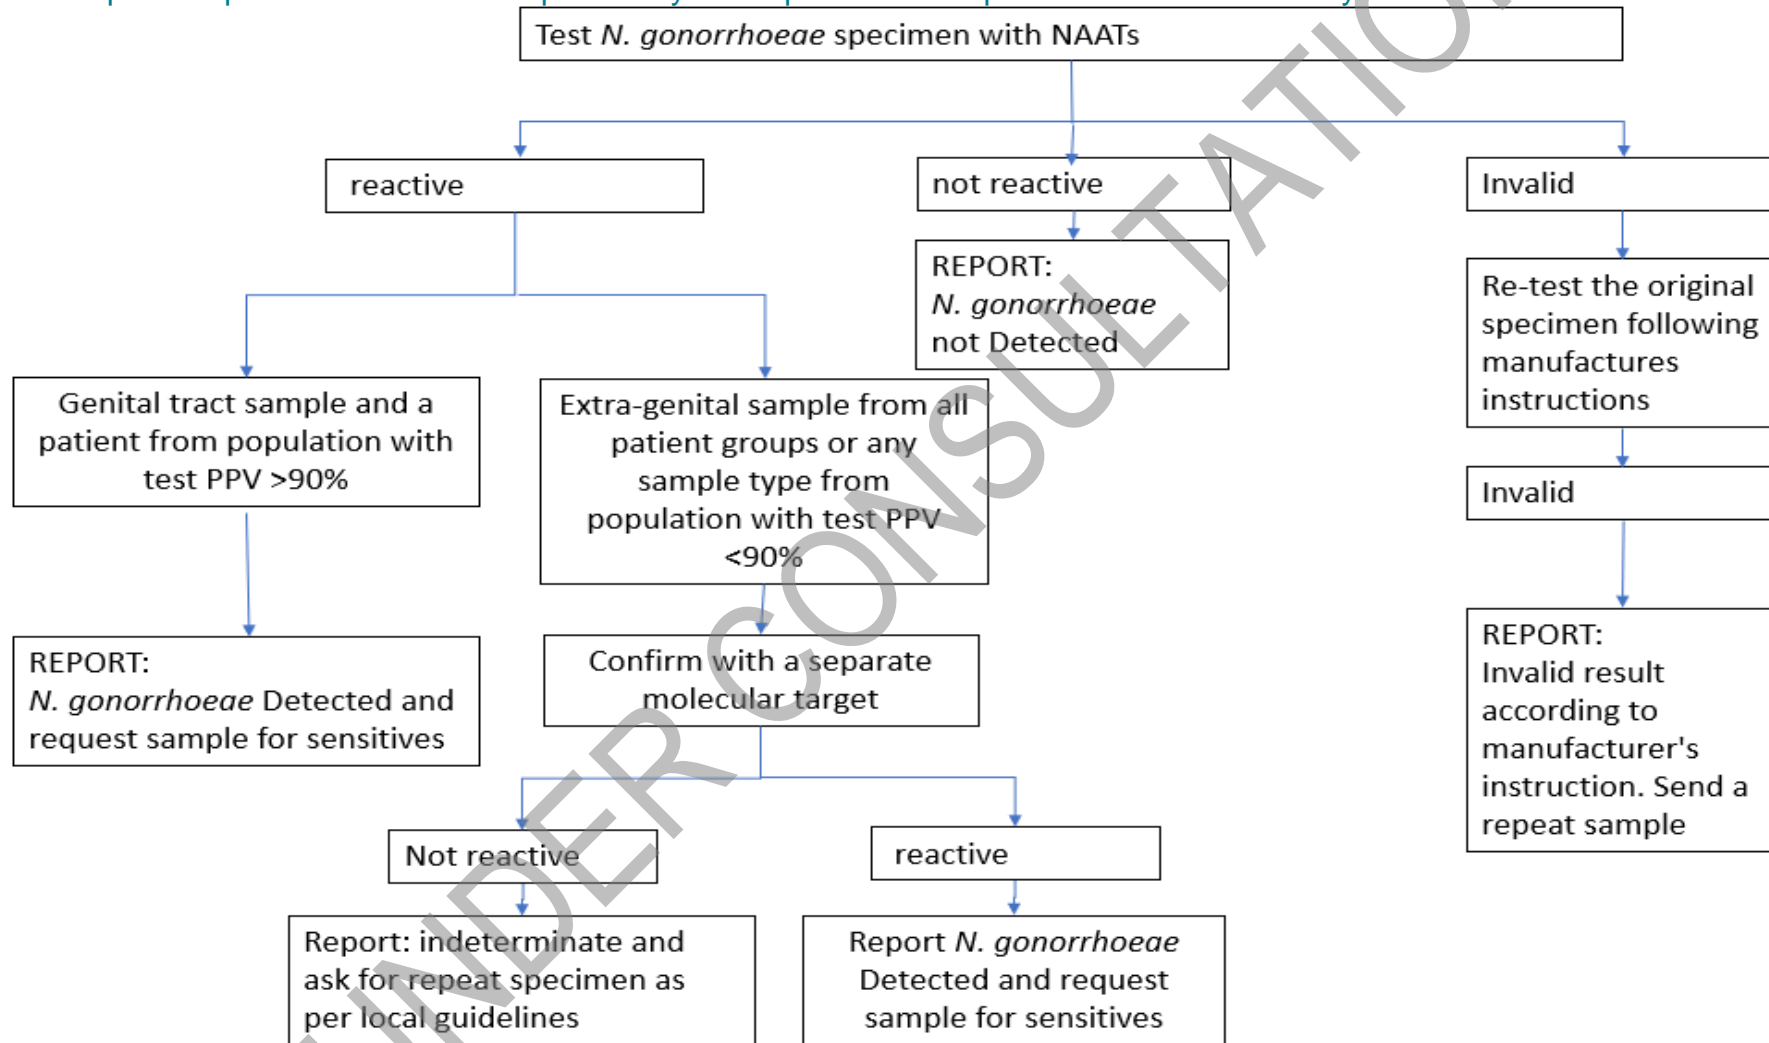 Test N. gonorrhoeae specimen with NAATs
reactive
not reactive
Invalid
REPORT:
N. gonorrhoeae
not Detected
Re-test the original
specimen following
manufactures
instructions
Genital tract sample and a
patient from population with
test PPV >90%
Extra-genital sample from all
patient groups or any
sample type from
population with test PPV
<90%
Invalid
REPORT:
N. gonorrhoeae Detected and
request sample for sensitives
Confirm with a separate
molecular target
REPORT:
Invalid result
according to
manufacturer's
instruction. Send a
repeat sample
Not reactive
reactive
Report: indeterminate and
ask for repeat specimen as
per local guidelines
Report N. gonorrhoeae
Detected and request
sample for sensitives
UNDER CONSULTATIO